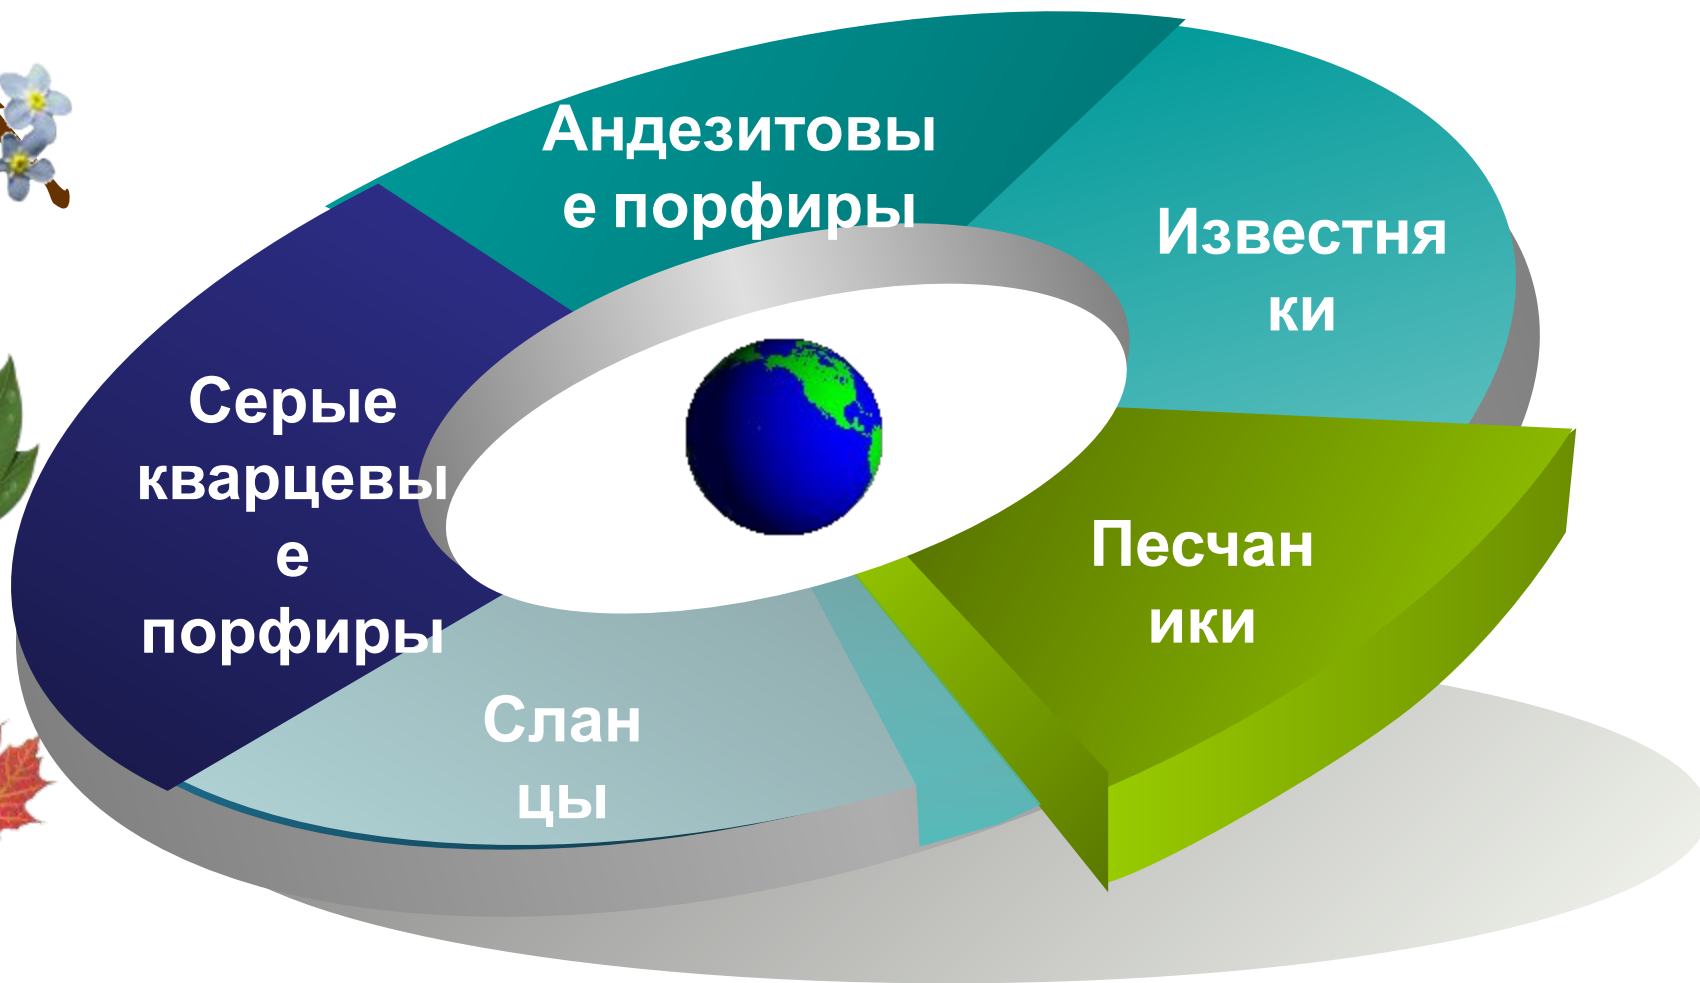 Андезитовы
е порфиры
Известня
ки
Серые
кварцевы
е
порфиры
Песчан
ики
Слан
цы